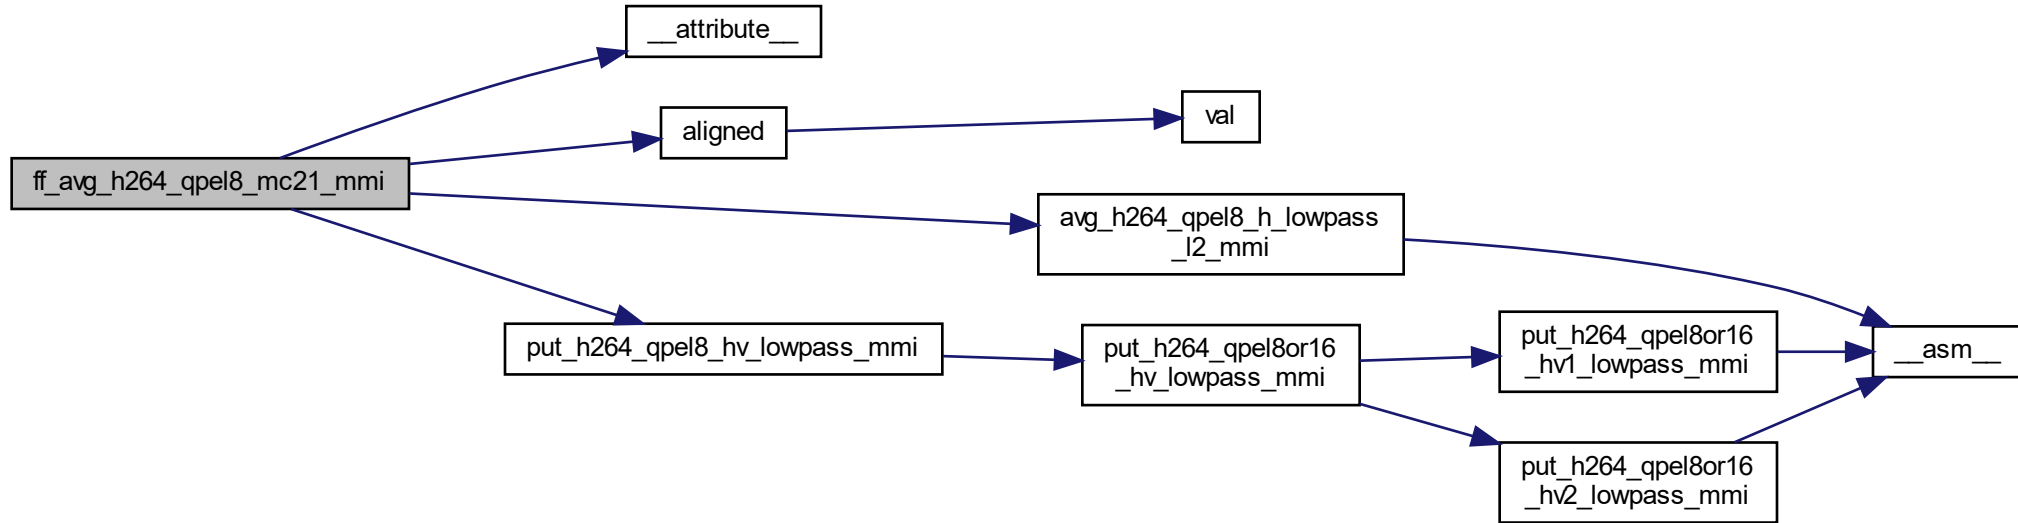 __attribute__
val
aligned
ff_avg_h264_qpel8_mc21_mmi
avg_h264_qpel8_h_lowpass
_l2_mmi
put_h264_qpel8_hv_lowpass_mmi
put_h264_qpel8or16
_hv_lowpass_mmi
put_h264_qpel8or16
_hv1_lowpass_mmi
__asm__
put_h264_qpel8or16
_hv2_lowpass_mmi